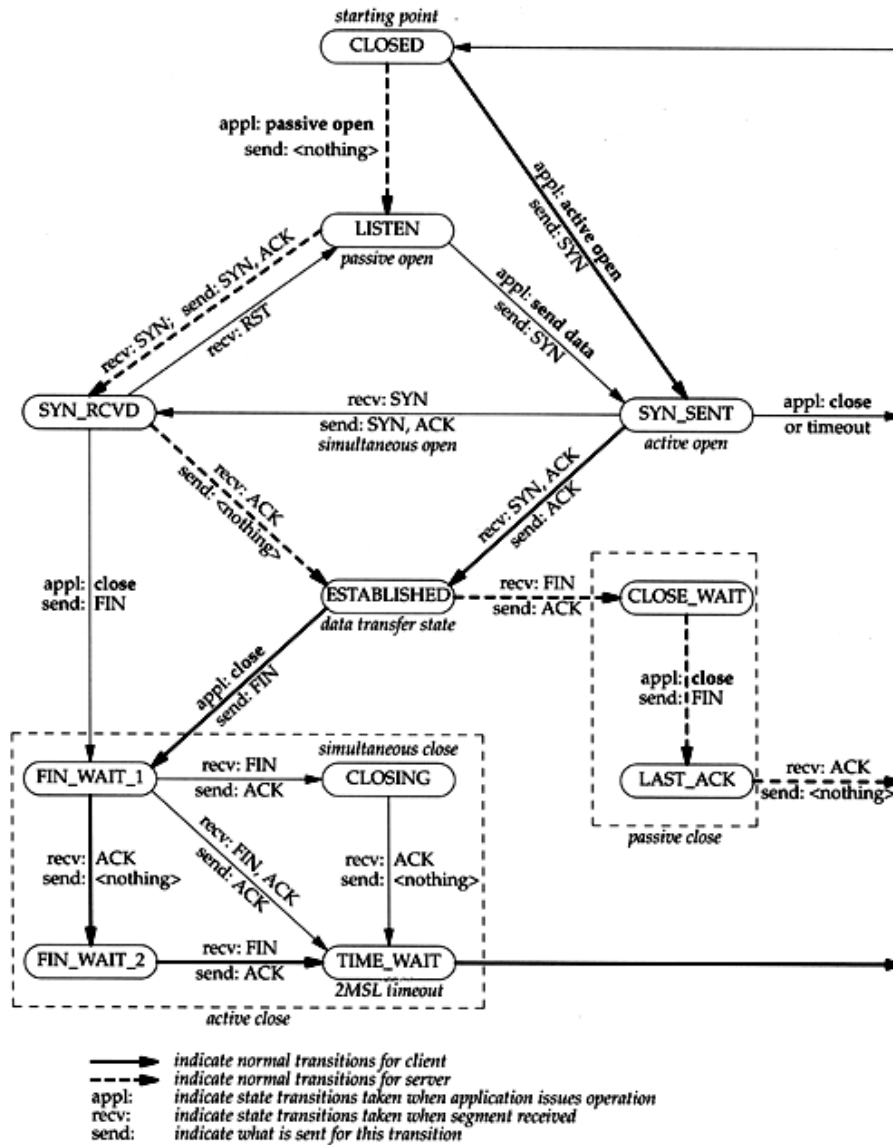 starting point
CLOSED
appl: passive open
send: <nothing>
appl: active open
send: SYN
LISTEN
passive open
recv: SYN; send: SYN, ACK
recv: RST
appl: send data
send: SYN
SYN_RCVD
recv: SYN
send: SYN, ACK
simultaneous open
SYN_SENT
active open
appl: close
or timeout
recv: ACK
send: <nothing>
recv: SYN, ACK
send: ACK
appl: close
send: FIN
ESTABLISHED
data transfer state
recv: FIN
send: ACK
CLOSE_WAIT
appl: close
send: FIN
appl: close
send: FIN
simultaneous close
FIN_WAIT_1
recv: FIN
send: ACK
CLOSING
LAST_ACK
recv: ACK
send: <nothing>
passive close
recv: ACK
send: <nothing>
recv: FIN, ACK
send: ACK
recv: ACK
send: <nothing>
FIN_WAIT_2
recv: FIN
send: ACK
TIME_WAIT
2MSL timeout
active close
indicate normal transitions for client
indicate normal transitions for server
appl: indicate state transitions taken when application issues operation
recv: indicate state transitions taken when segment received
send: indicate what is sent for this transition